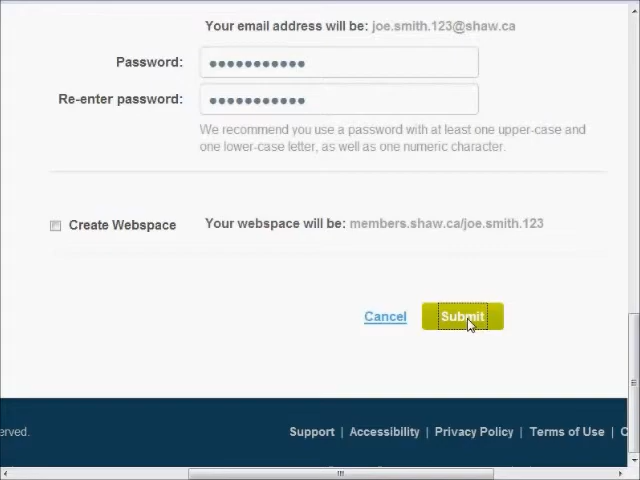 Your email address will be: joe.smith.123@shaw.ca
Password:
Re-enter password:
We recommend you use a password with at least one upper-case and
one lower-case letter, as well as one numeric character.
Create Webspace
Your webspace will be: members.shaw.ca/joe.smith.123
Cancel
Submit
erved.
Support | Accessibility | Privacy Policy | Terms of Use |